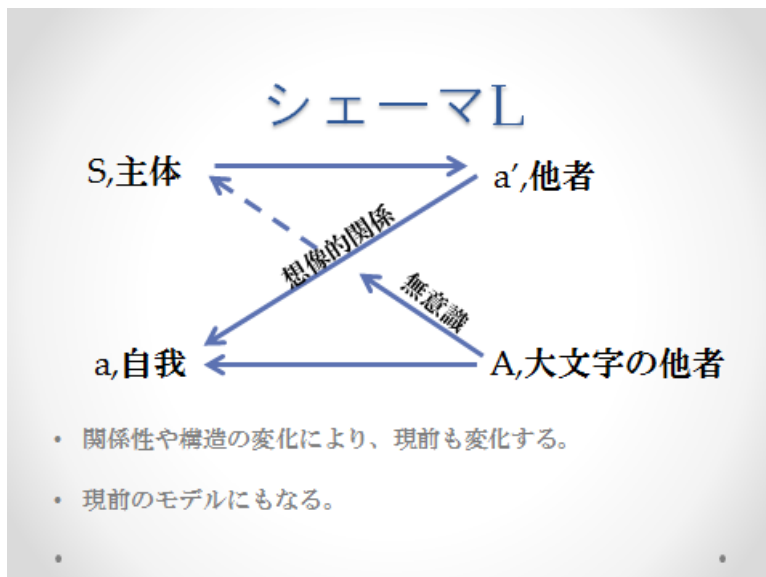 シェーマL
S,主体
a′,他者
想像的関係
無意識
a,自我
A,大文字の他者
• 関係性や構造の変化により、現前も変化する。
• 現前のモデルにもなる。